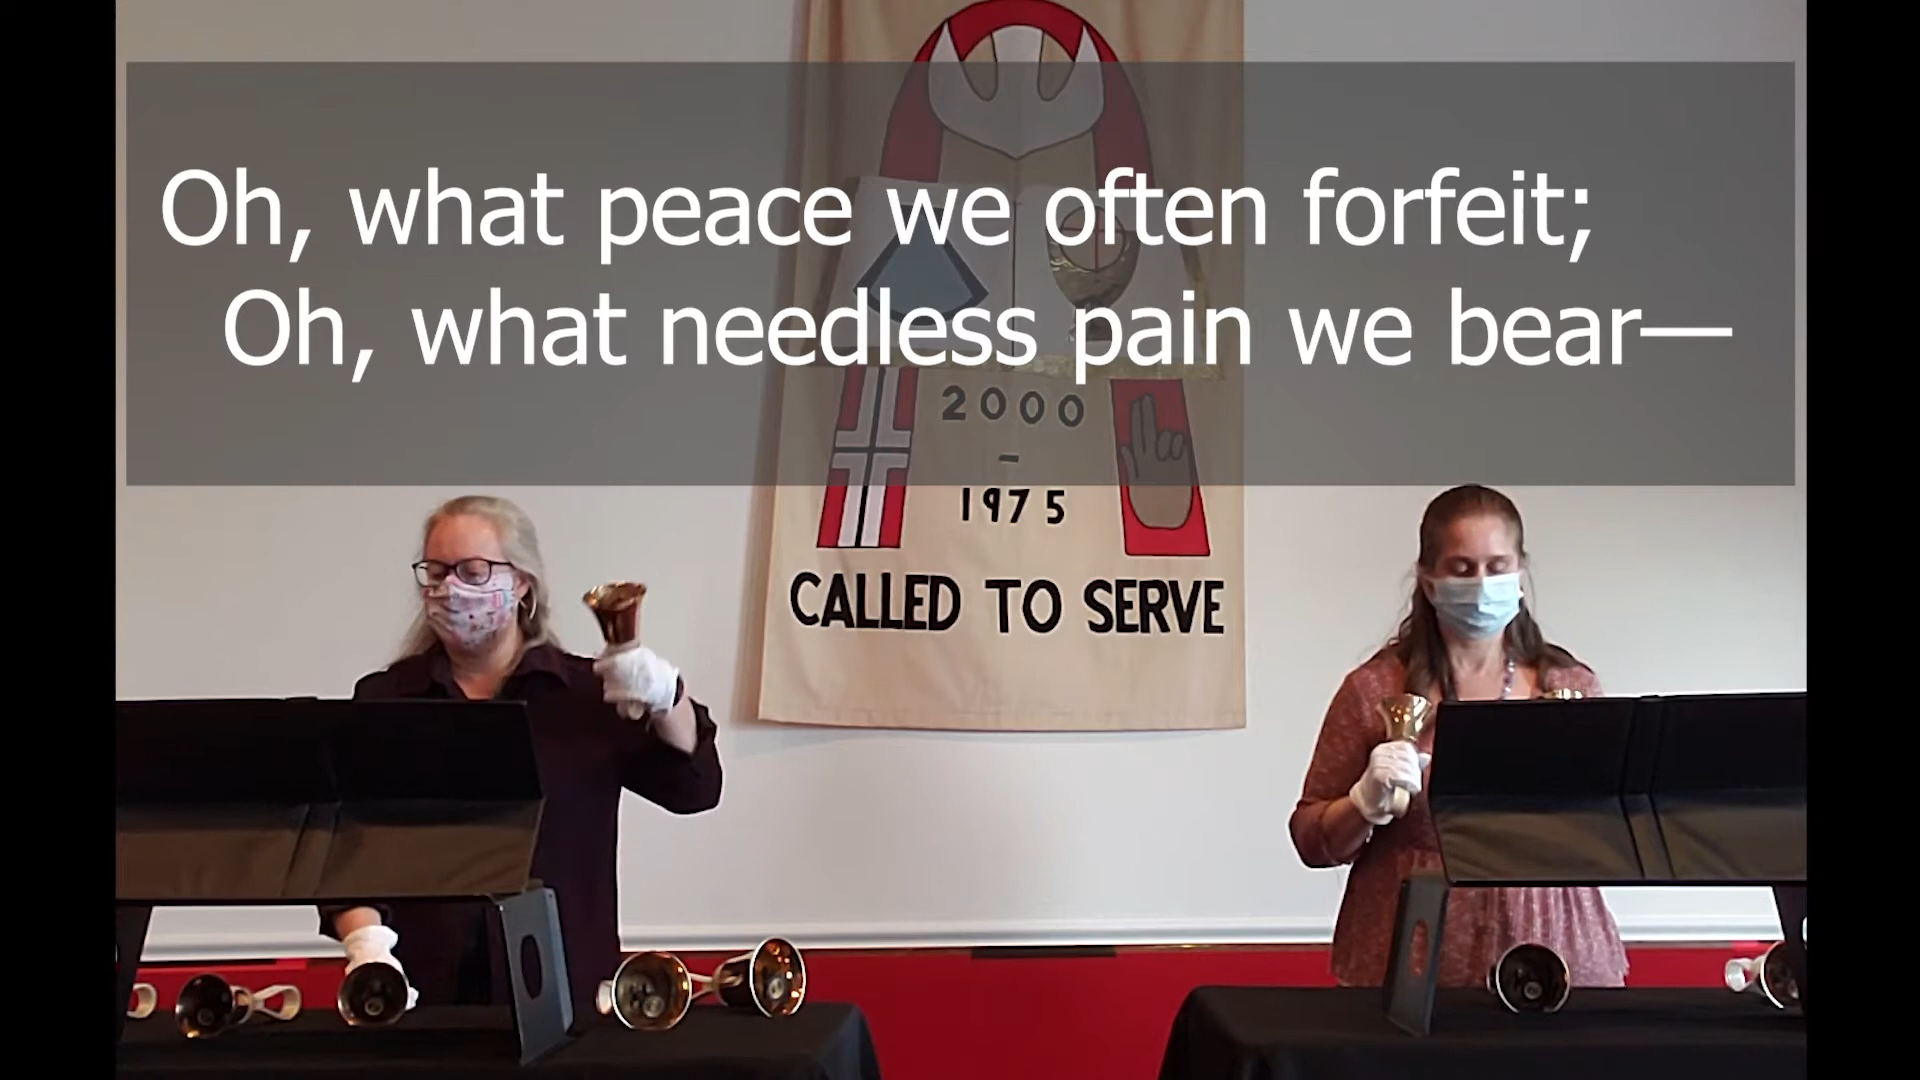 Oh, what peace we often forfeit;
Oh, what needless pain we bear—
2000
–
1975
CALLED TO SERVE